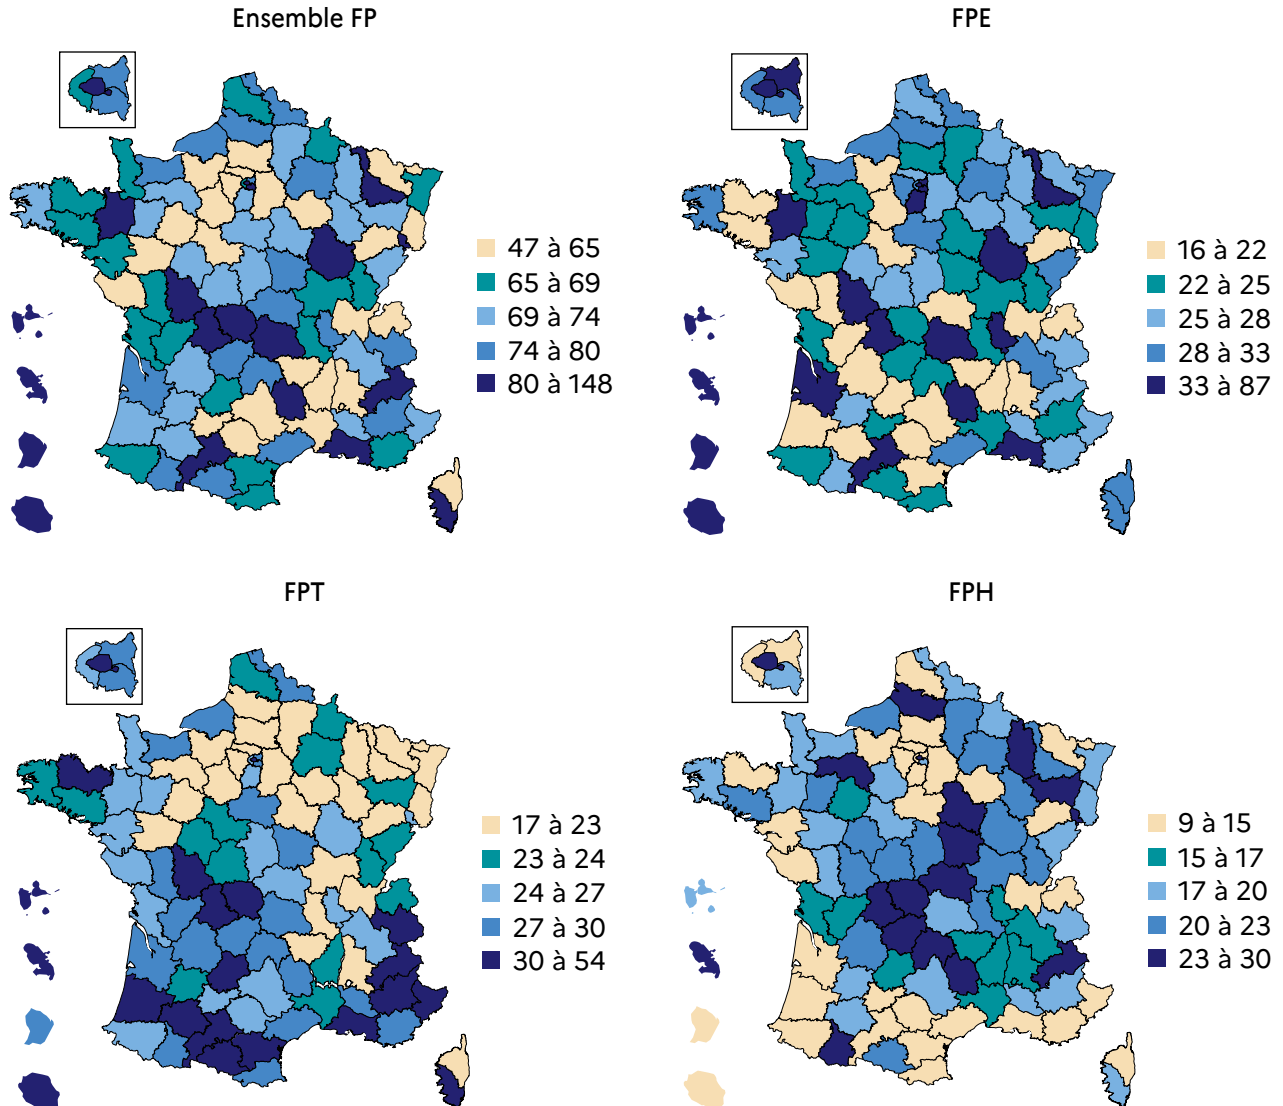 Ensemble FP
47 à 65
65 à 69
69 à 74
74 à 80
80 à 148
FPE
16 à 22
22 à 25
25 à 28
28 à 33
33 à 87
FPT
17 à 23
23 à 24
24 à 27
27 à 30
30 à 54
FPH
9 à 15
15 à 17
17 à 20
20 à 23
23 à 30